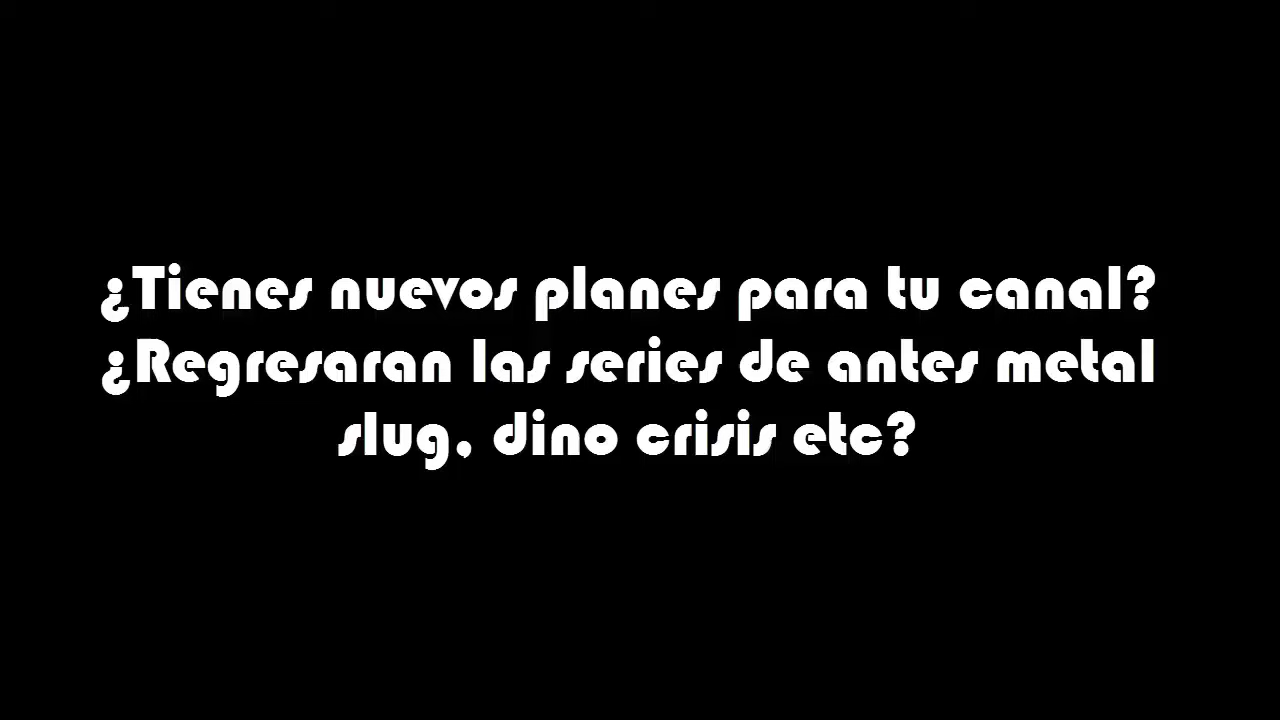 ¿Tienes nuevos planes para tu canal?
¿Regresaran las series de antes metal
slug, dino crisis etc?